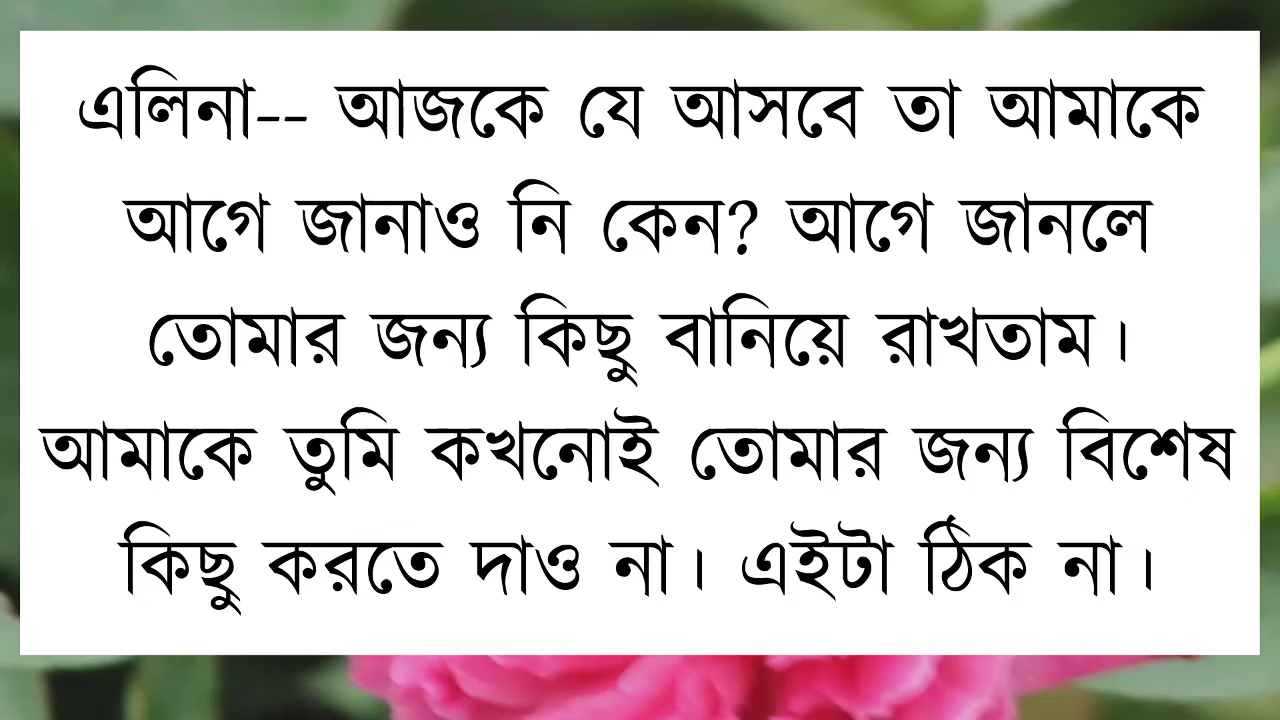 এলিনা-- আজকে যে আসবে তা আমাকে
আগে জানাও নি কেন? আগে জানলে
তোমার জন্য কিছু বানিয়ে রাখতাম।
আমাকে তুমি কখনোই তোমার জন্য বিশেষ
কিছু করতে দাও না। এইটা ঠিক না।